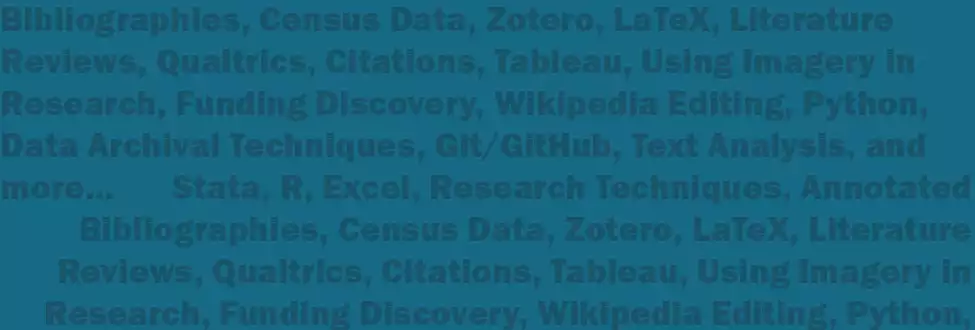 Bibliographies, Census Data, Zotero, LaTeX, Literature
Reviews, Qualtrics, Citations, Tableau, Using Imagery in
Research, Funding Discovery, Wikipedia Editing, Python,
Data Archival Techniques, Git/GitHub, Text Analysis, and
more... Stata, R, Excel, Research Techniques, Annotated
Bibliographies, Census Data, Zotero, LaTeX, Literature
Reviews, Qualtrics, Citations, Tableau, Using Imagery in
Research, Funding Discovery, Wikipedia Editing, Python,